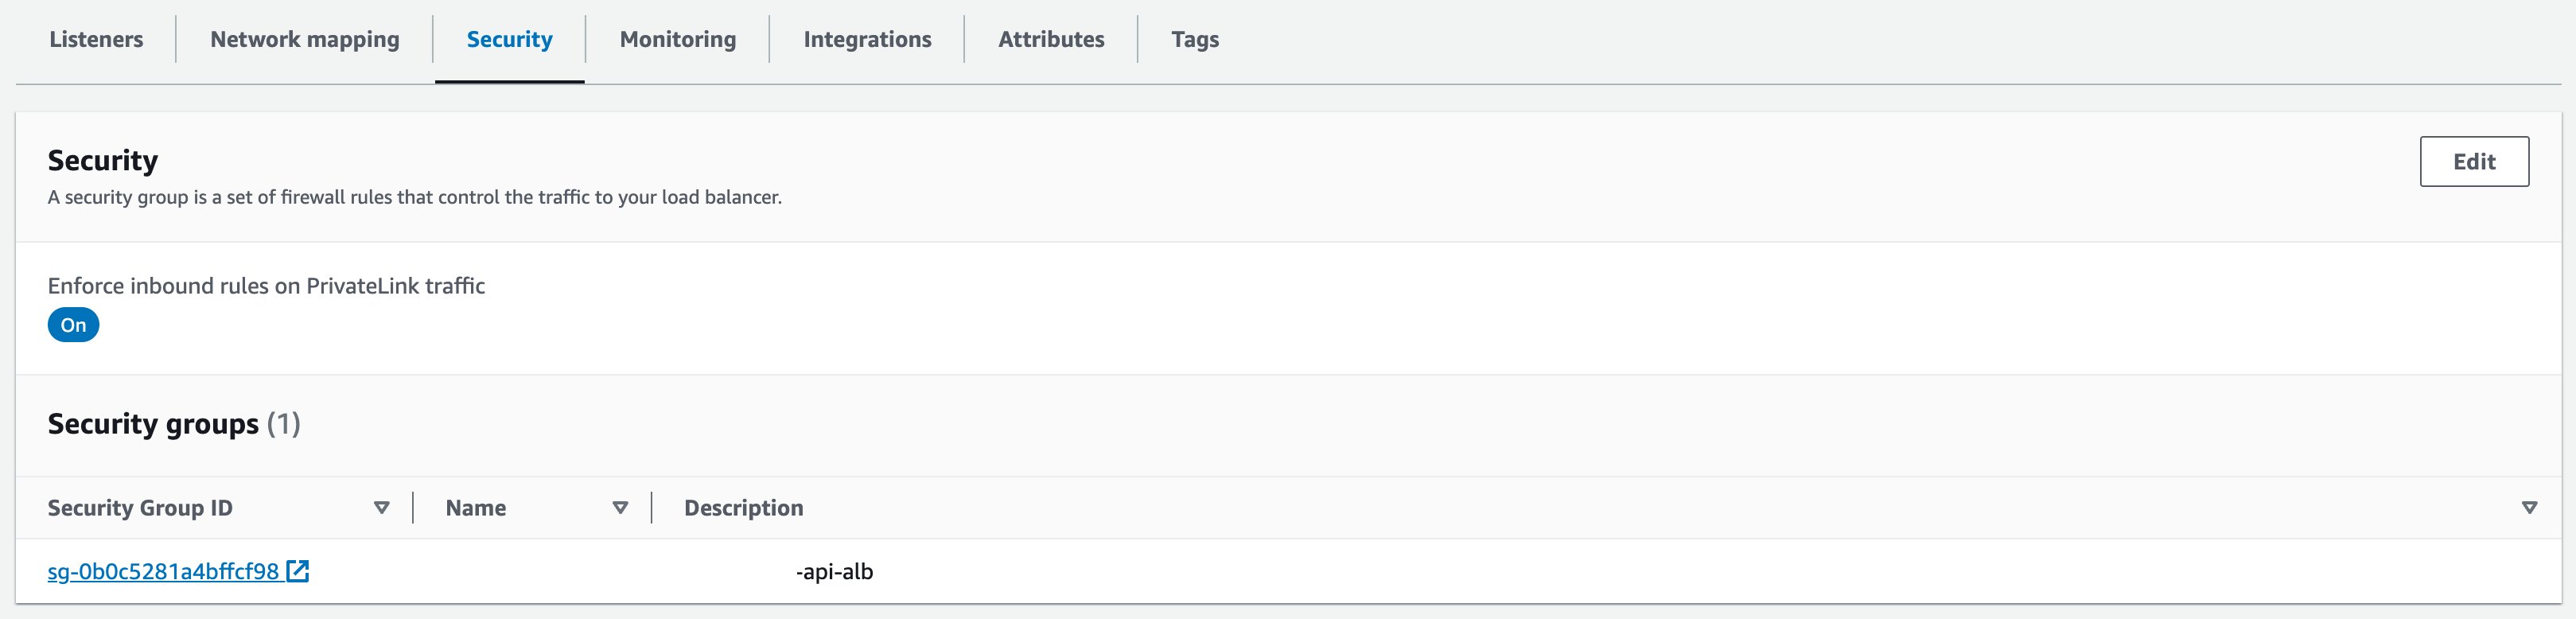 Listeners Network mapping Security Monitoring Integrations Attributes Tags
Security
Edit
A security group is a set of firewall rules that control the traffic to your load balancer.
Enforce inbound rules on PrivateLink traffic
On
Security groups (1)
Security Group ID Name Description
sg-0b0c5281a4bffcf98 -api-alb